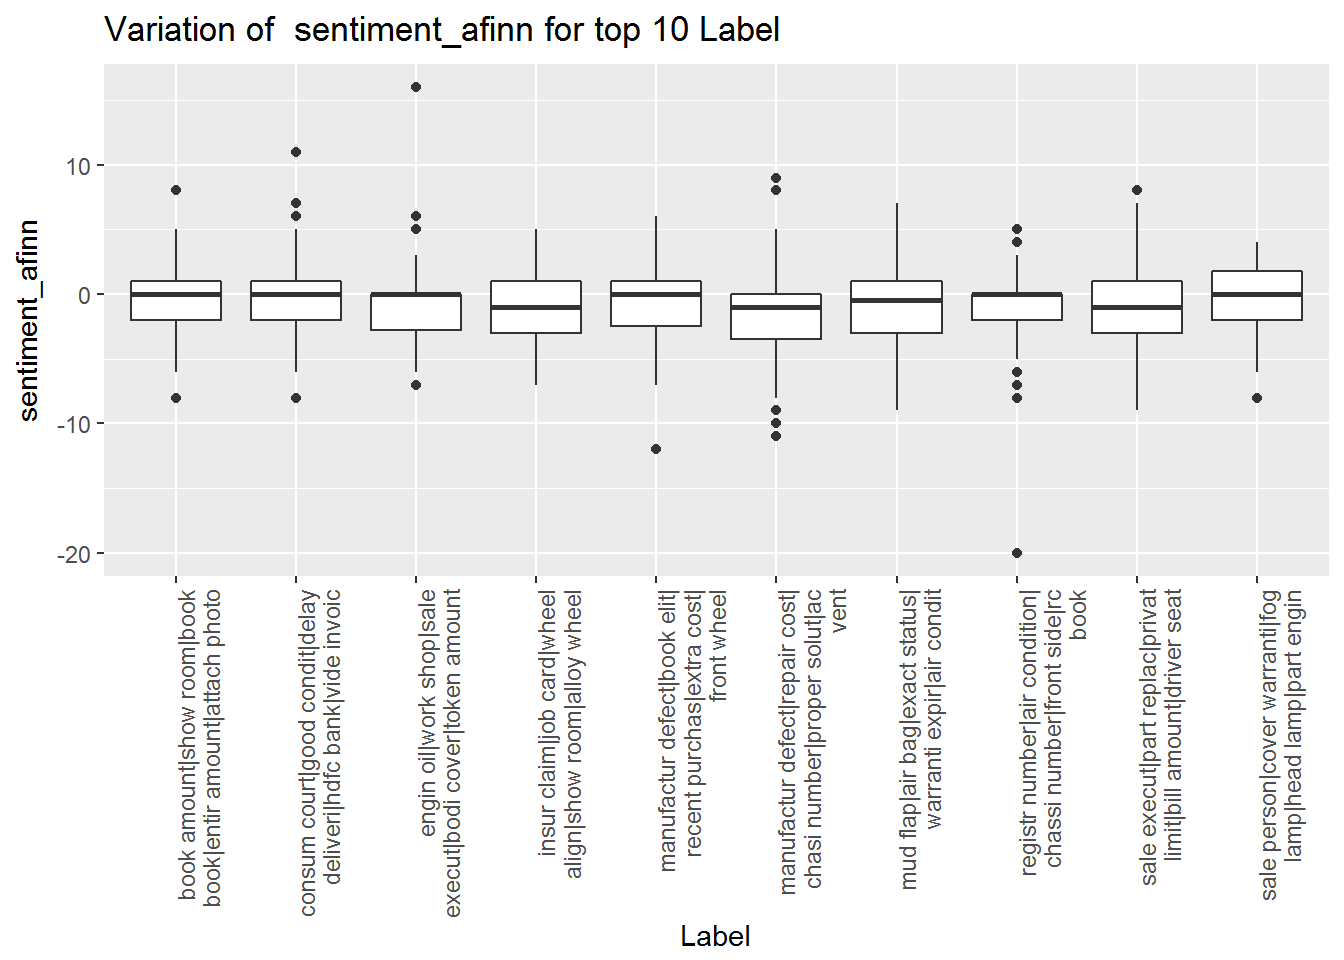 Variation of  sentiment_afinn for top 10 Label
sentiment_afinn
10
0
-10
-20
book amount|show room|book
book|entir amount|attach photo
consum court|good condit|delay
deliveri|hdfc bank|vide invoic
engin oil|work shop|sale
execut|bodi cover|token amount
insur claim|job card|wheel
align|show room|alloy wheel
manufactur defect|book elit|
recent purchas|extra cost|
front wheel
manufactur defect|repair cost|
chasi number|proper solut|ac
vent
mud flap|air bag|exact status|
warranti expir|air condit
registr number|air condition|
chassi number|front side|rc
book
sale execut|part replac|privat
limit|bill amount|driver seat
sale person|cover warranti|fog
lamp|head lamp|part engin
Label